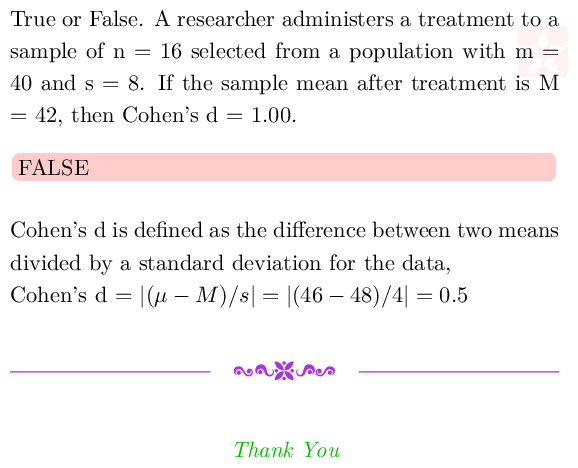 True or False. A researcher administers a treatment to a
sample of n = 16 selected from a population with m =
40 and s = 8. If the sample mean after treatment is M
= 42, then Cohen's d = 1.00.
FALSE
Cohen's d is defined as the difference between two means
divided by a standard deviation for the data,
Cohen's d = |(μ − M)/s| = |(46 − 48)/4| = 0.5
Thank You